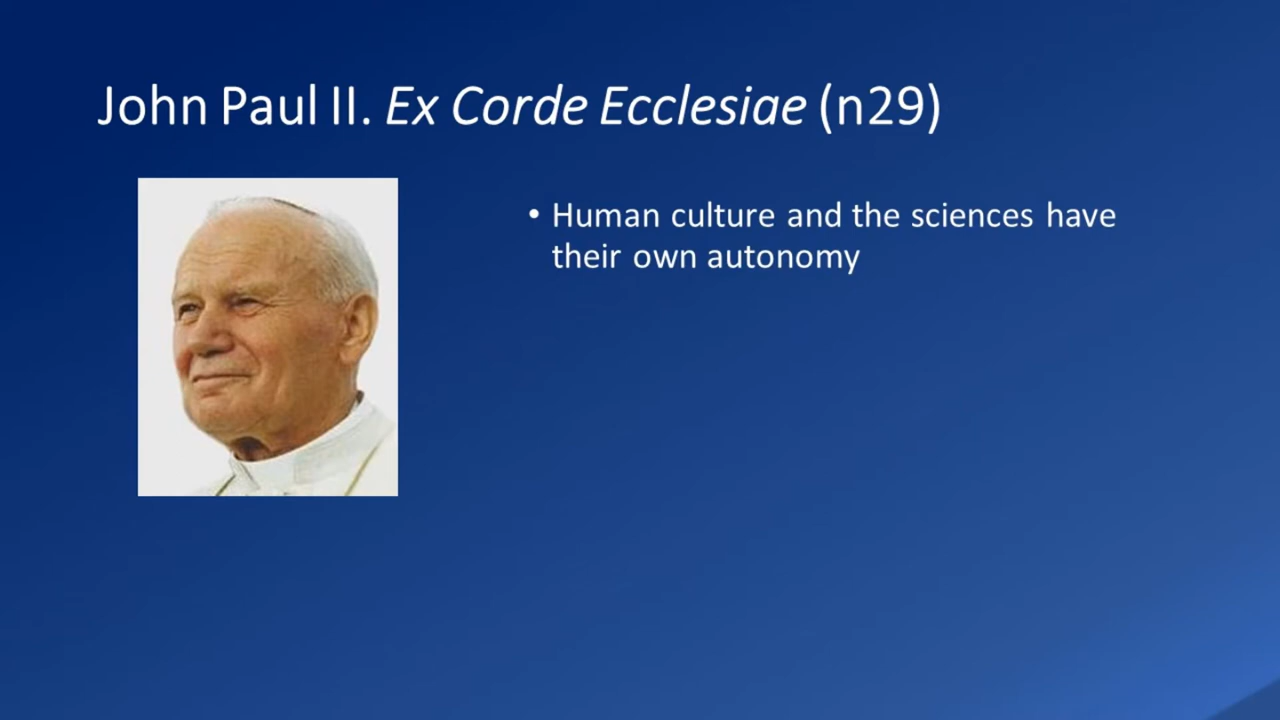 John Paul II. Ex Corde Ecclesiae (n29)
• Human culture and the sciences have
their own autonomy